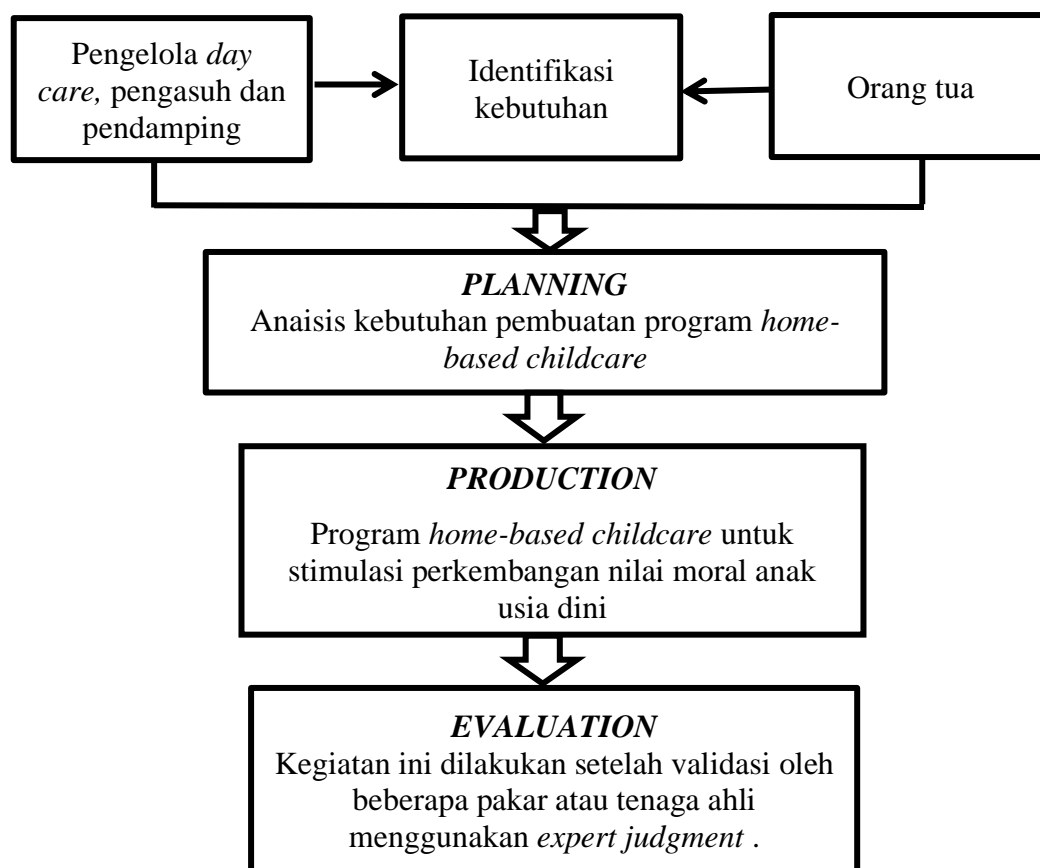 Pengelola day
care, pengasuh dan
pendamping
Identifikasi
kebutuhan
Orang tua
PLANNING
Anaisis kebutuhan pembuatan program home-
based childcare
PRODUCTION
Program home-based childcare untuk
stimulasi perkembangan nilai moral anak
usia dini
EVALUATION
Kegiatan ini dilakukan setelah validasi oleh
beberapa pakar atau tenaga ahli
menggunakan expert judgment .